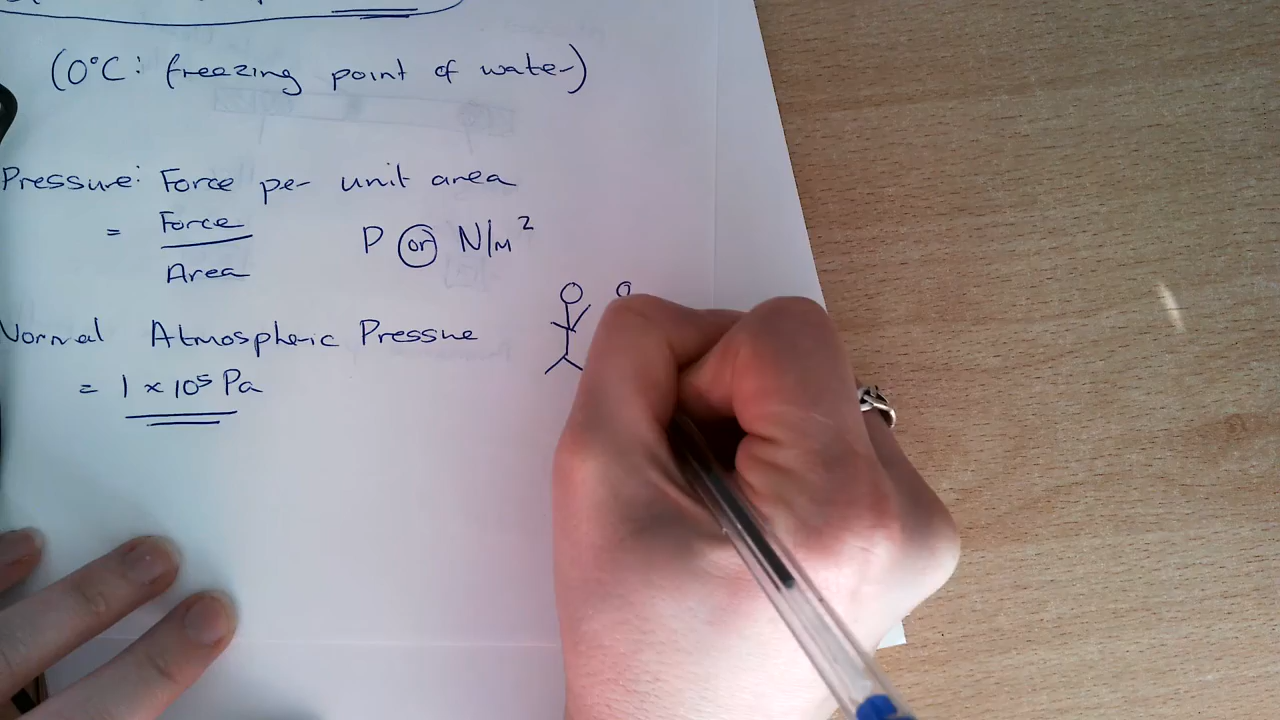 (0°C: freezing point of water)
Pressure: Force per unit area
= Force
Area
P or N/m²
Normal Atmospheric Pressure
= 1 × 10⁵ Pa